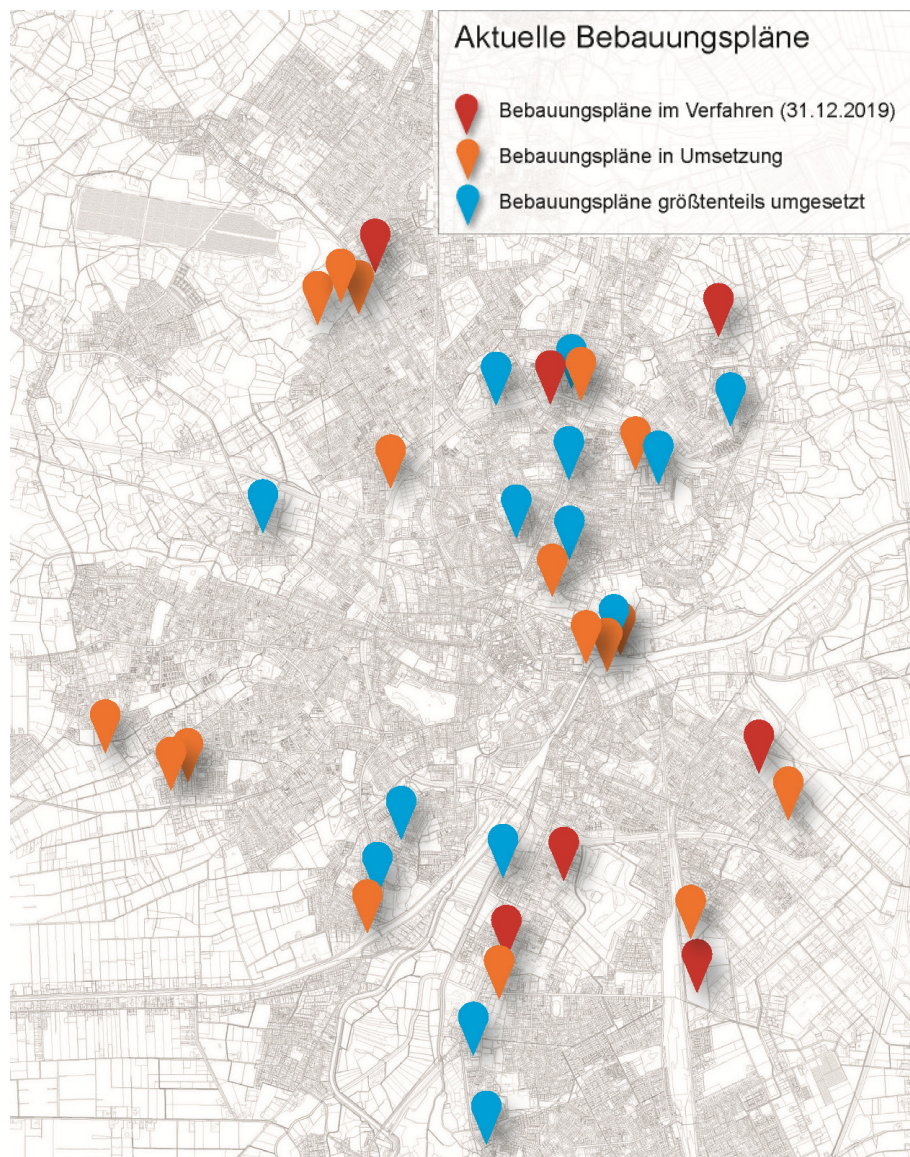 Aktuelle Bebauungspläne
Bebauungspläne im Verfahren (31.12.2019)
Bebauungspläne in Umsetzung
Bebauungspläne größtenteils umgesetzt